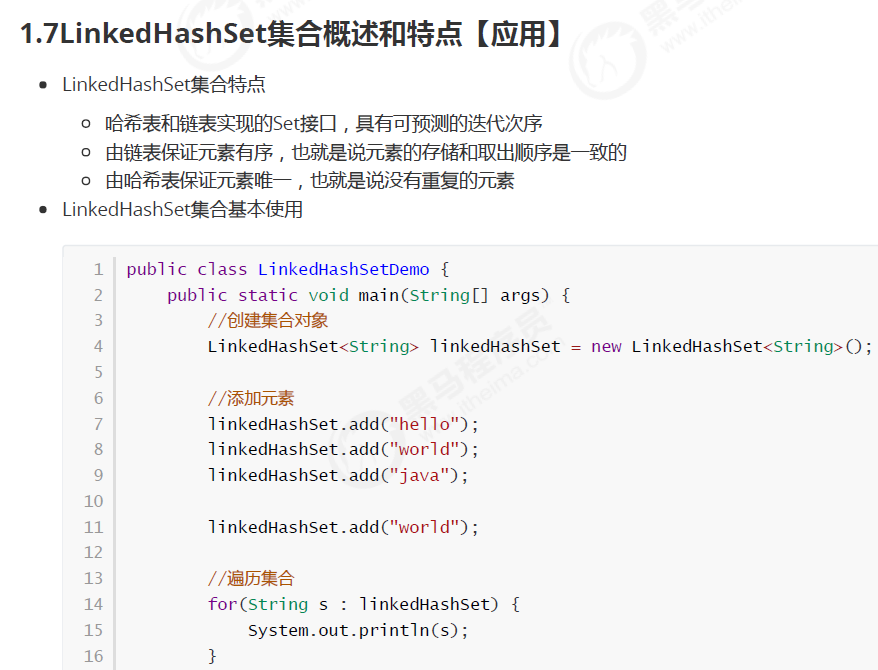 1.7LinkedHashSet集合概述和特点【应用】
LinkedHashSet集合特点
哈希表和链表实现的Set接口，具有可预测的迭代次序
由链表保证元素有序，也就是说元素的存储和取出顺序是一致的
由哈希表保证元素唯一，也就是说没有重复的元素
LinkedHashSet集合基本使用
1 public class LinkedHashSetDemo {
2 public static void main(String[] args) {
3 //创建集合对象
4 LinkedHashSet<String> linkedHashSet = new LinkedHashSet<String>();
5
6 //添加元素
7 linkedHashSet.add("hello");
8 linkedHashSet.add("world");
9 linkedHashSet.add("java");
10
11 linkedHashSet.add("world");
12
13 //遍历集合
14 for(String s : linkedHashSet) {
15 System.out.println(s);
16 }
黑马程序员